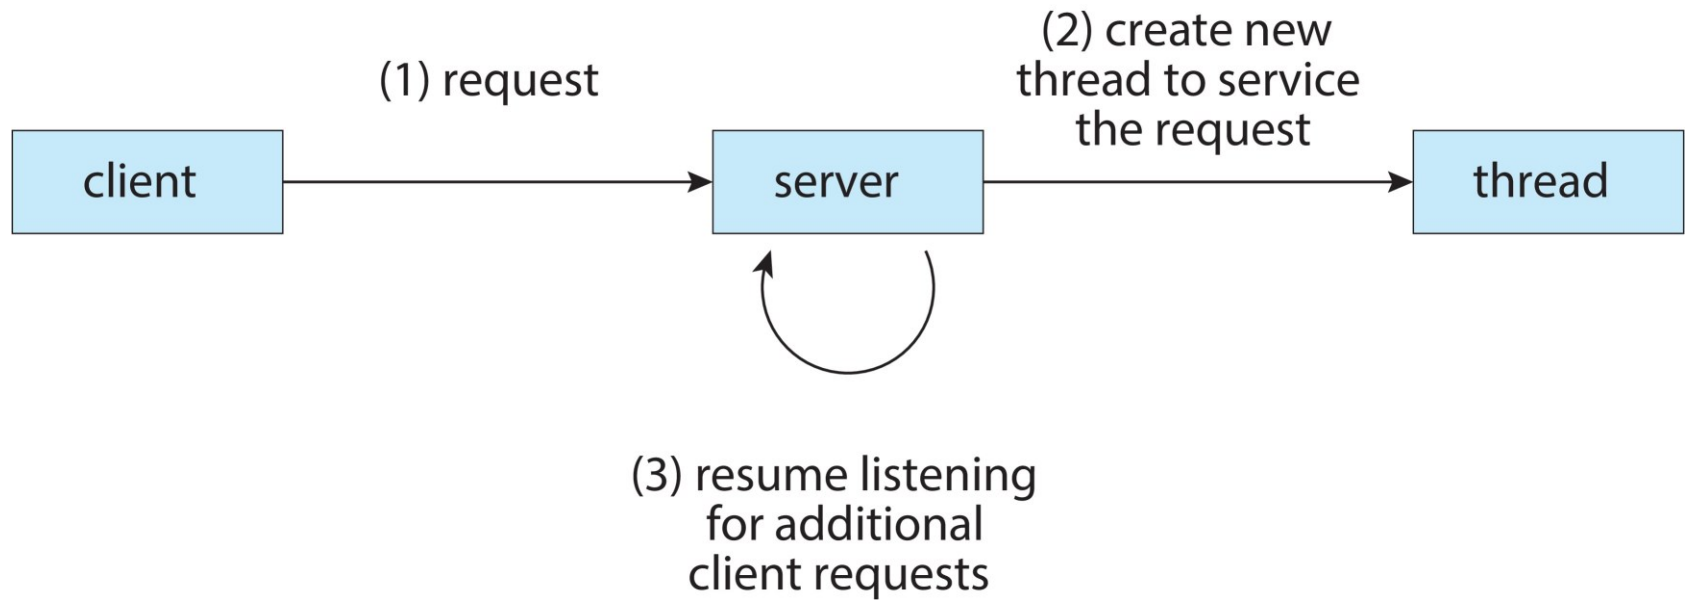 (1) request
(2) create new
thread to service
the request
client
server
thread
(3) resume listening
for additional
client requests